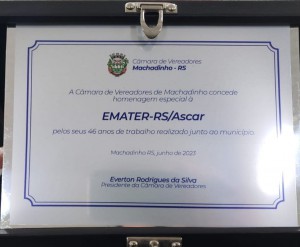 Câmara de Vereadores
Machadinho - RS
A Câmara de Vereadores de Machadinho concede
homenagem especial à
EMATER-RS/Ascar
pelos seus 46 anos de trabalho realizado junto ao município.
Machadinho RS, junho de 2023
Everton Rodrigues da Silva
Presidente da Câmara de Vereadores